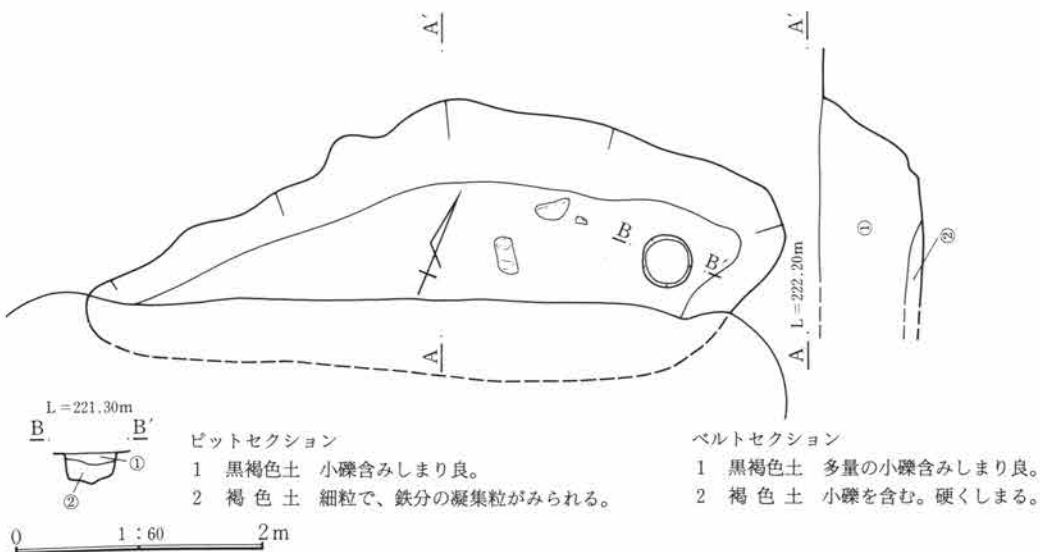 A′
A′
B
B′
①
②
L=222.20m
A
A
L=221.30m
B B′
①
②
ピットセクション
1 黒褐色土 小礫含みしまり良。
2 褐色土 細粒で、鉄分の凝集粒がみられる。
ベルトセクション
1 黒褐色土 多量の小礫含みしまり良。
2 褐色土 小礫を含む。硬くしまる。
0 1:60 2m